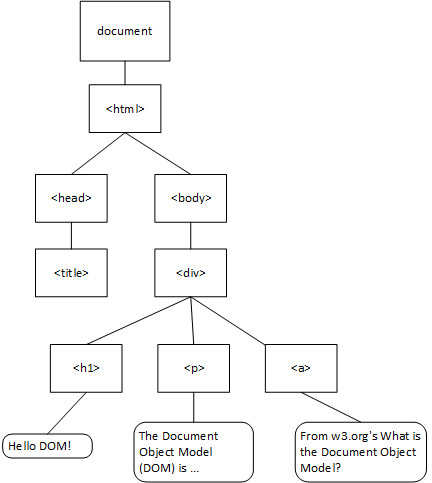 document
<html>
<head>
<body>
<title>
<div>
<h1>
<p>
<a>
Hello DOM!
The Document
Object Model
(DOM) is ...
From w3.org's What is
the Document Object
Model?